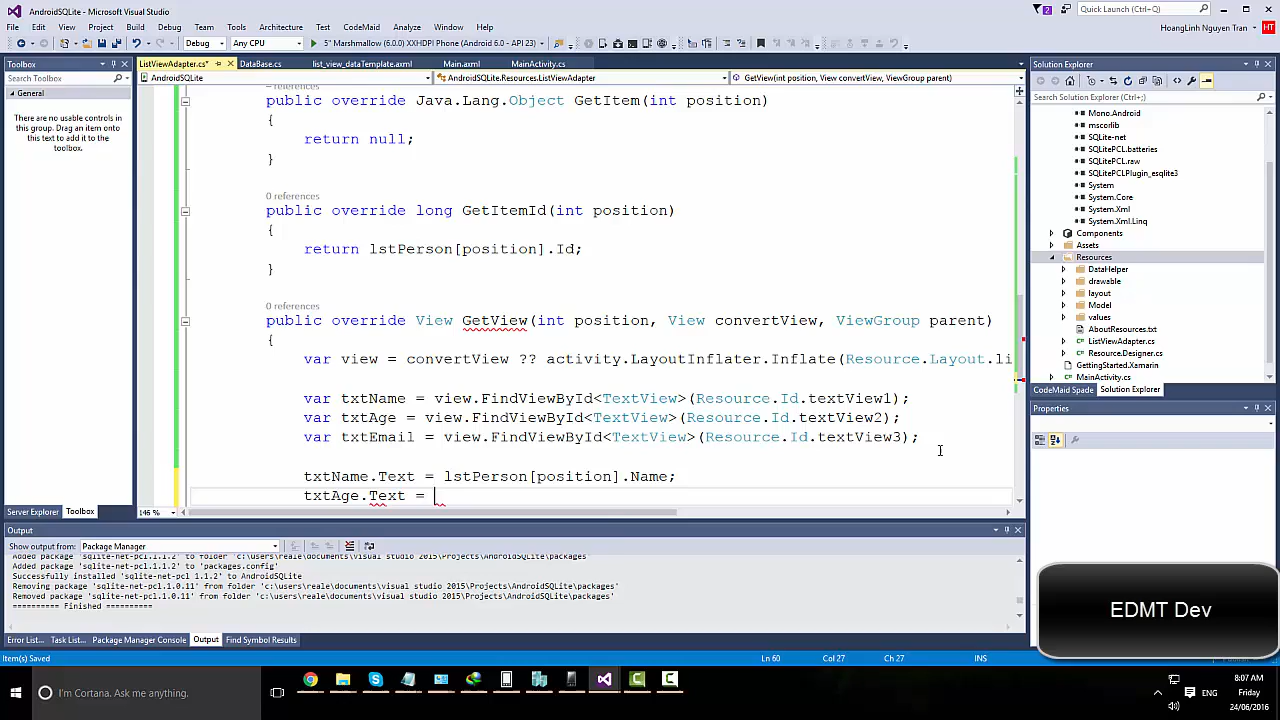 AndroidSQLite - Microsoft Visual Studio
2
Quick Launch (Ctrl+Q)
File Edit View Project Build Debug Team Tools Architecture Test CodeMaid Analyze Window Help
HoangLinh Nguyen Tran HT
Debug Any CPU 5" Marshmallow (6.0.0) XXHDPI Phone (Android 6.0 - API 23)
Toolbox
Search Toolbox
General
There are no usable controls in
this group. Drag an item onto
this text to add it to the
toolbox.
Server Explorer Toolbox
ListViewAdapter.cs* DataBase.cs list_view_dataTemplate.axml Main.axml MainActivity.cs
AndroidSQLite AndroidSQLite.Resources.ListViewAdapter GetView(int position, View convertView, ViewGroup parent)
public override Java.Lang.Object GetItem(int position)
{
return null;
}
0 references
public override long GetItemId(int position)
{
return lstPerson[position].Id;
}
0 references
public override View GetView(int position, View convertView, ViewGroup parent)
{
var view = convertView ?? activity.LayoutInflater.Inflate(Resource.Layout.li
var txtName = view.FindViewById<TextView>(Resource.Id.textView1);
var txtAge = view.FindViewById<TextView>(Resource.Id.textView2);
var txtEmail = view.FindViewById<TextView>(Resource.Id.textView3);
txtName.Text = lstPerson[position].Name;
txtAge.Text =
146 %
Solution Explorer
Search Solution Explorer (Ctrl+;)
Mono.Android
mscorlib
SQLite-net
SQLitePCL.batteries
SQLitePCL.raw
SQLitePCLPlugin_esqlite3
System
System.Core
System.Xml
System.Xml.Linq
Components
Assets
Resources
DataHelper
drawable
layout
Model
values
AboutResources.txt
ListViewAdapter.cs
Resource.Designer.cs
GettingStarted.Xamarin
MainActivity.cs
CodeMaid Spade Solution Explorer
Properties
Output
Show output from: Package Manager
Added package 'sqlite-net-pcl.1.1.2' to folder 'c:\users\reale\documents\visual studio 2015\Projects\AndroidSQLite\packages'
Added package 'sqlite-net-pcl.1.1.2' to 'packages.config'
Successfully installed 'sqlite-net-pcl 1.1.2' to AndroidSQLite
Removing package 'sqlite-net-pcl.1.0.11' from folder 'c:\users\reale\documents\visual studio 2015\Projects\AndroidSQLite\packages'
Removed package 'sqlite-net-pcl.1.0.11' from folder 'c:\users\reale\documents\visual studio 2015\Projects\AndroidSQLite\packages'
========== Finished ==========
Error List... Task List... Package Manager Console Output Find Symbol Results
EDMT Dev
Item(s) Saved Ln 60 Col 27 Ch 27 INS
I'm Cortana. Ask me anything.
ENG
8:07 AM
Friday
24/06/2016